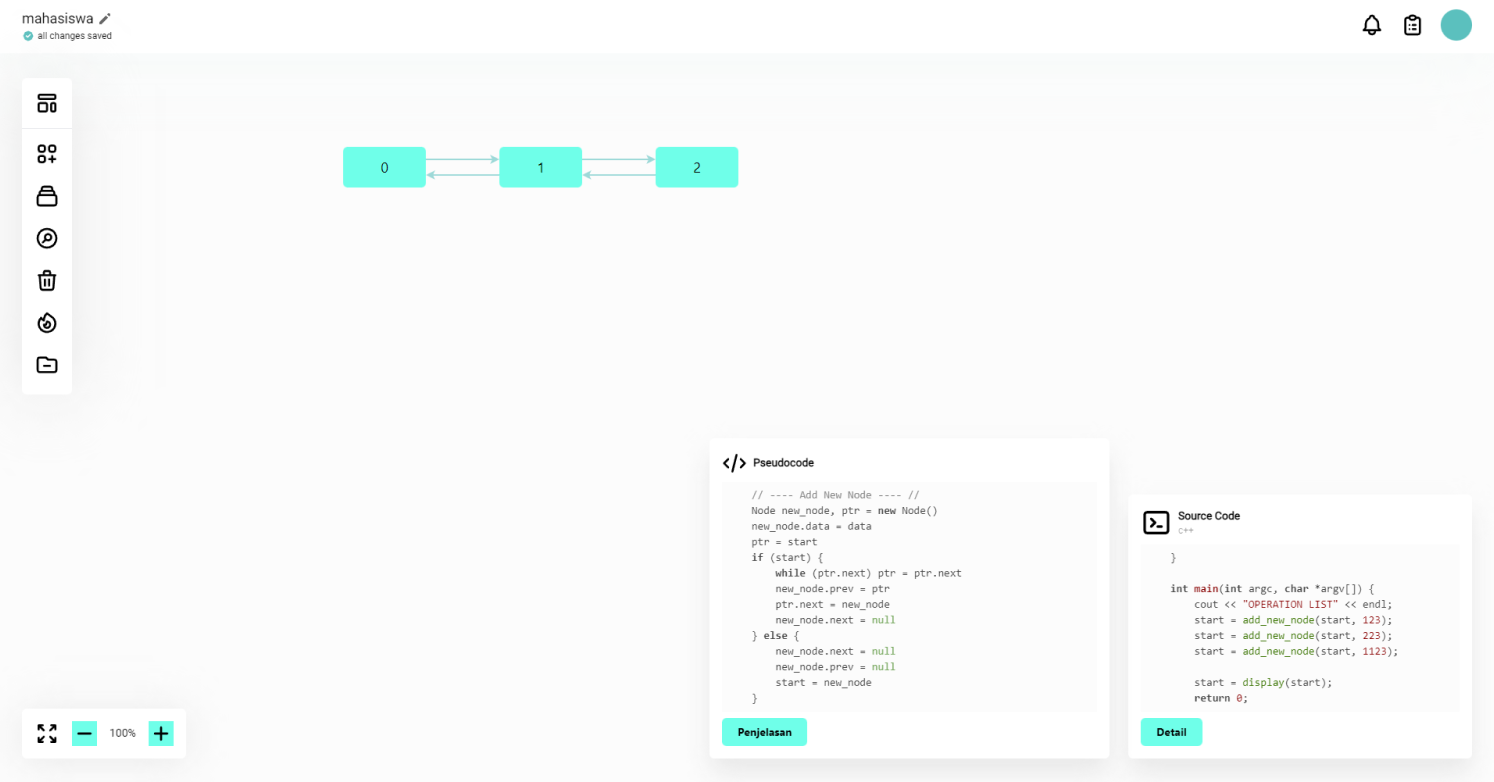 mahasiswa
all changes saved
0
1
2
Pseudocode
// ---- Add New Node ---- //
Node new_node, ptr = new Node()
new_node.data = data
ptr = start
if (start) {
    while (ptr.next) ptr = ptr.next
    new_node.prev = ptr
    ptr.next = new_node
    new_node.next = null
} else {
    new_node.next = null
    new_node.prev = null
    start = new_node
}
Penjelasan
Source Code
c++
}
int main(int argc, char *argv[]) {
    cout << "OPERATION LIST" << endl;
    start = add_new_node(start, 123);
    start = add_new_node(start, 223);
    start = add_new_node(start, 1123);
    start = display(start);
    return 0;
Detail
100%